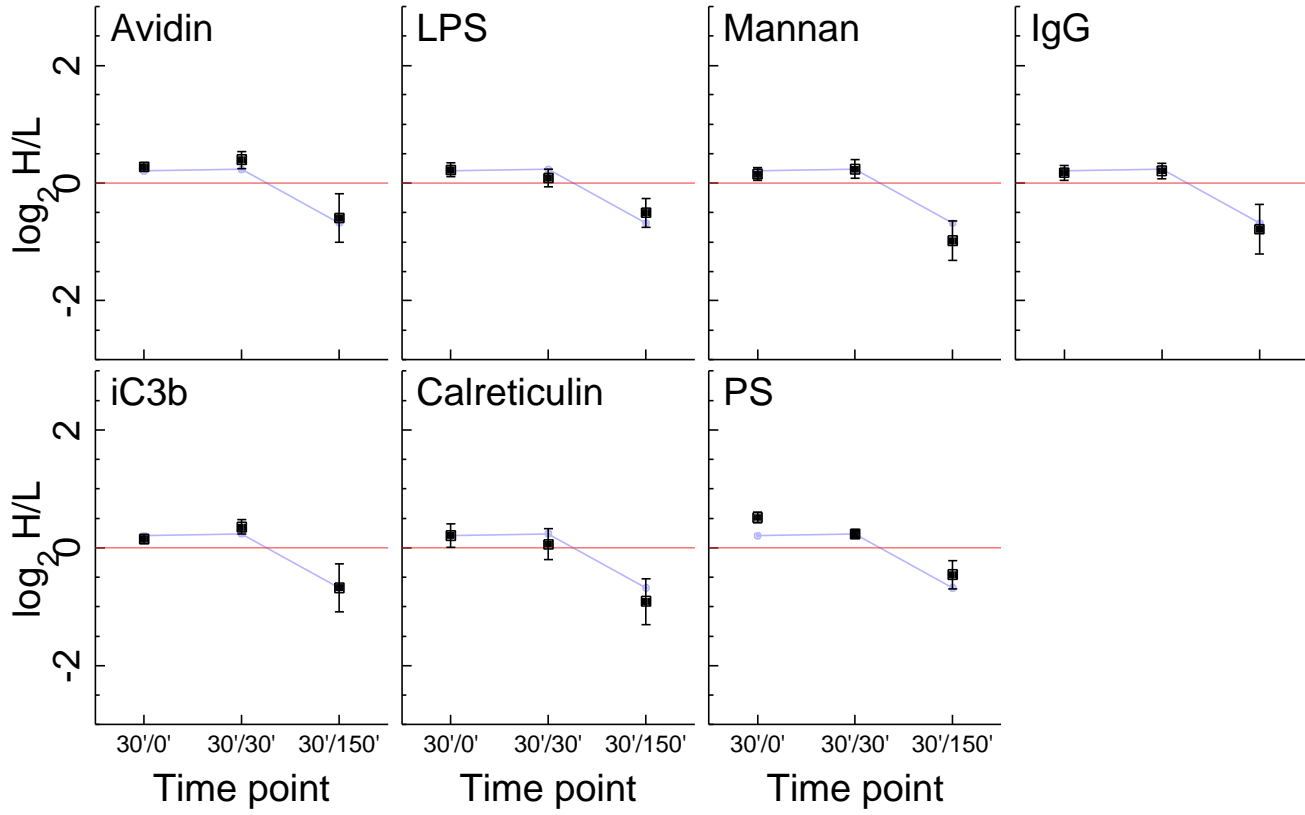 Avidin
LPS
Mannan
IgG
2
0
-2
log2 H/L
iC3b
Calreticulin
PS
2
0
-2
log2 H/L
30'/0' 30'/30' 30'/150'
30'/0' 30'/30' 30'/150'
30'/0' 30'/30' 30'/150'
Time point
Time point
Time point